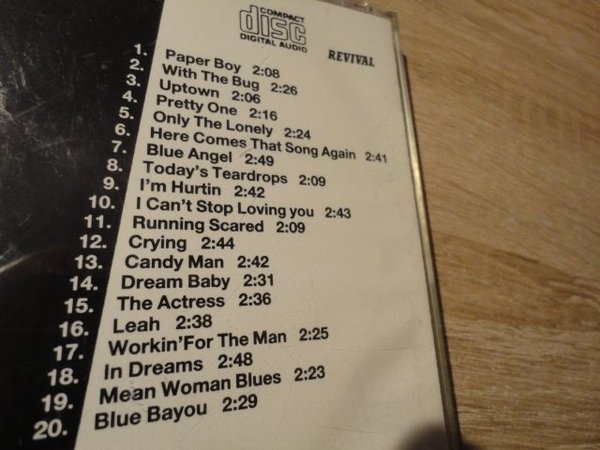 COMPACT
disc
DIGITAL AUDIO
REVIVAL
1. Paper Boy 2:08
2. With The Bug 2:26
3. Uptown 2:06
4. Pretty One 2:16
5. Only The Lonely 2:24
6. Here Comes That Song Again 2:41
7. Blue Angel 2:49
8. Today's Teardrops 2:09
9. I'm Hurtin 2:42
10. I Can't Stop Loving you 2:43
11. Running Scared 2:09
12. Crying 2:44
13. Candy Man 2:42
14. Dream Baby 2:31
15. The Actress 2:36
16. Leah 2:38
17. Workin'For The Man 2:25
18. In Dreams 2:48
19. Mean Woman Blues 2:23
20. Blue Bayou 2:29